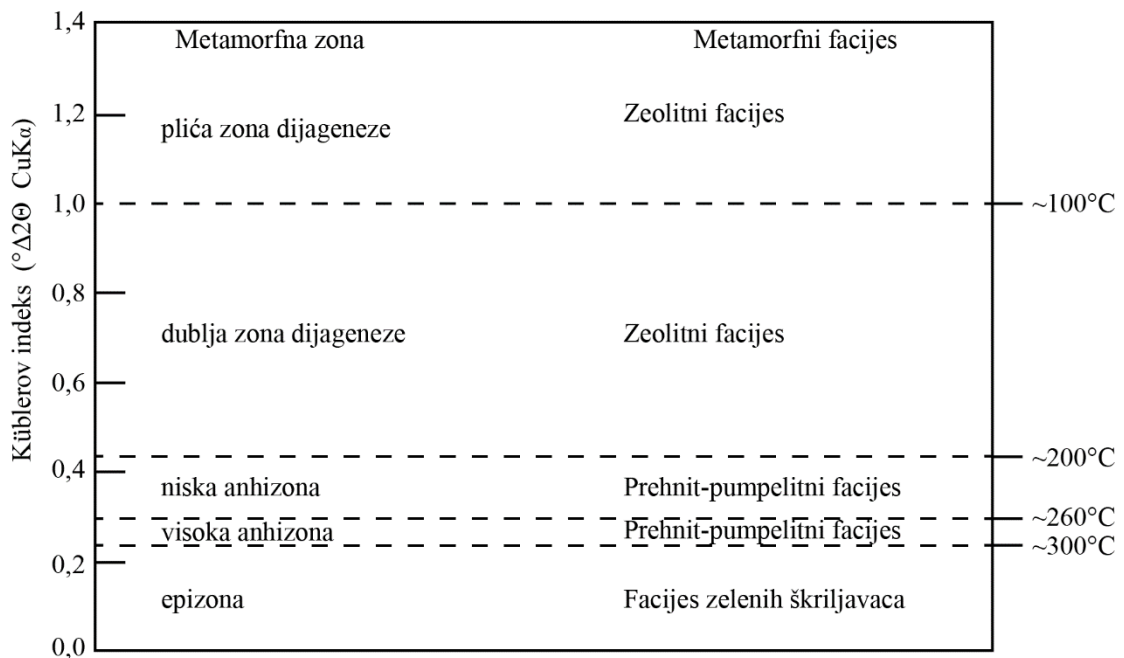 Küblerov indeks (°Δ2Θ CuKα)
1,4
Metamorfna zona Metamorfni facijes
1,2
plića zona dijageneze Zeolitni facijes
1,0 ~100°C
0,8
dublja zona dijageneze Zeolitni facijes
0,6
~200°C
0,4
niska anhizona Prehnit-pumpelitni facijes
~260°C
visoka anhizona Prehnit-pumpelitni facijes
~300°C
0,2
epizona Facijes zelenih škriljavaca
0,0